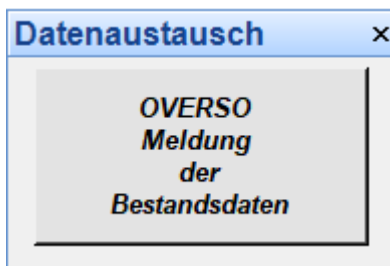 Datenaustausch
OVERSO
Meldung
der
Bestandsdaten